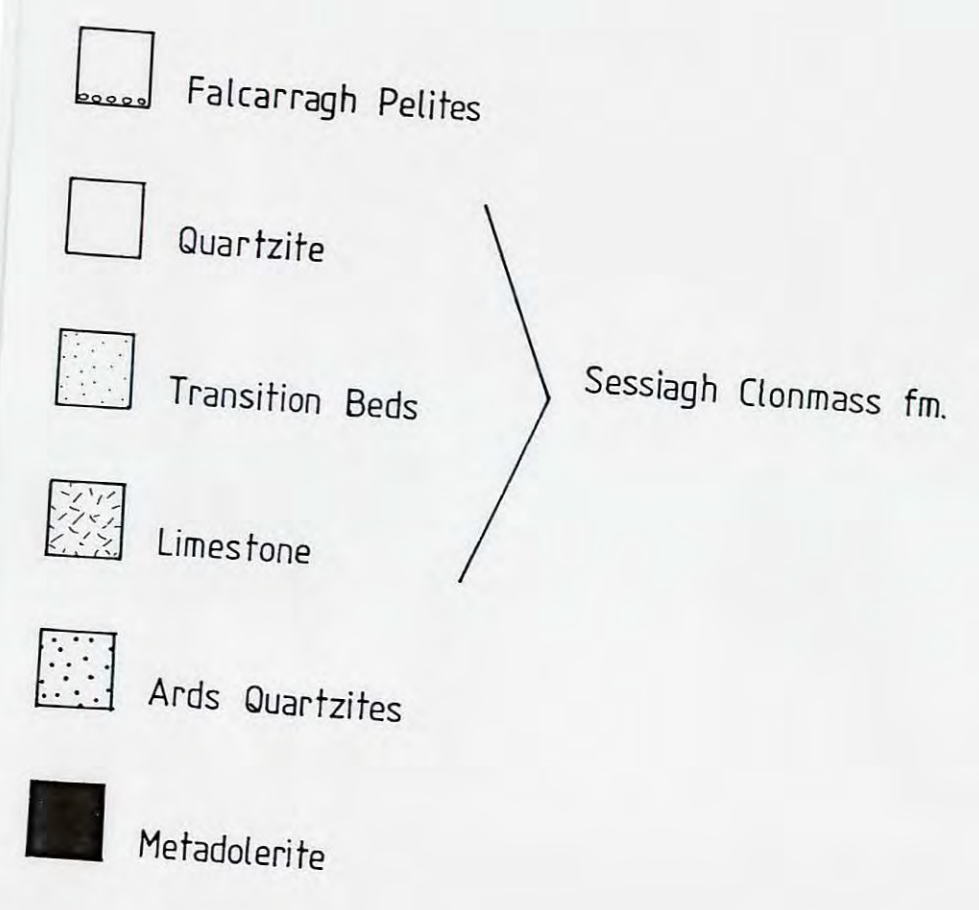 Falcarragh Pelites
Quartzite
Transition Beds
Sessiagh Clonmass fm.
Limestone
Ards Quartzites
Metadolerite